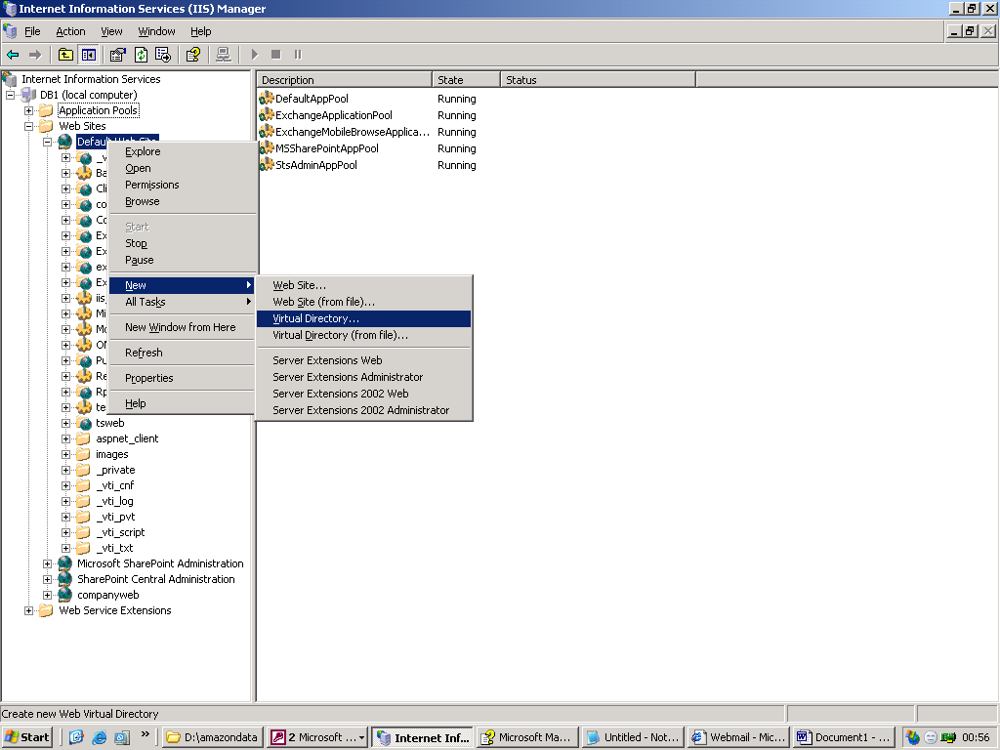 Internet Information Services (IIS) Manager
File Action View Window Help
Internet Information Services
DB1 (local computer)
Application Pools
Web Sites
Default Web Site
_v
Ba
Cli
co
Co
Ex
Ex
ex
Ex
iis_
Mi
Mo
OM
Pu
Re
Rp
te
tsweb
aspnet_client
images
_private
_vti_cnf
_vti_log
_vti_pvt
_vti_script
_vti_txt
Microsoft SharePoint Administration
SharePoint Central Administration
companyweb
Web Service Extensions
Description State Status
DefaultAppPool Running
ExchangeApplicationPool Running
ExchangeMobileBrowseApplica... Running
MSSharePointAppPool Running
StsAdminAppPool Running
Explore
Open
Permissions
Browse
Start
Stop
Pause
New
All Tasks
New Window from Here
Refresh
Properties
Help
Web Site...
Web Site (from file)...
Virtual Directory...
Virtual Directory (from file)...
Server Extensions Web
Server Extensions Administrator
Server Extensions 2002 Web
Server Extensions 2002 Administrator
Create new Web Virtual Directory
Start » D:\amazondata 2 Microsoft ... Internet Inf... Microsoft Ma... Untitled - Not... Webmail - Mic... Document1 - ... 00:56